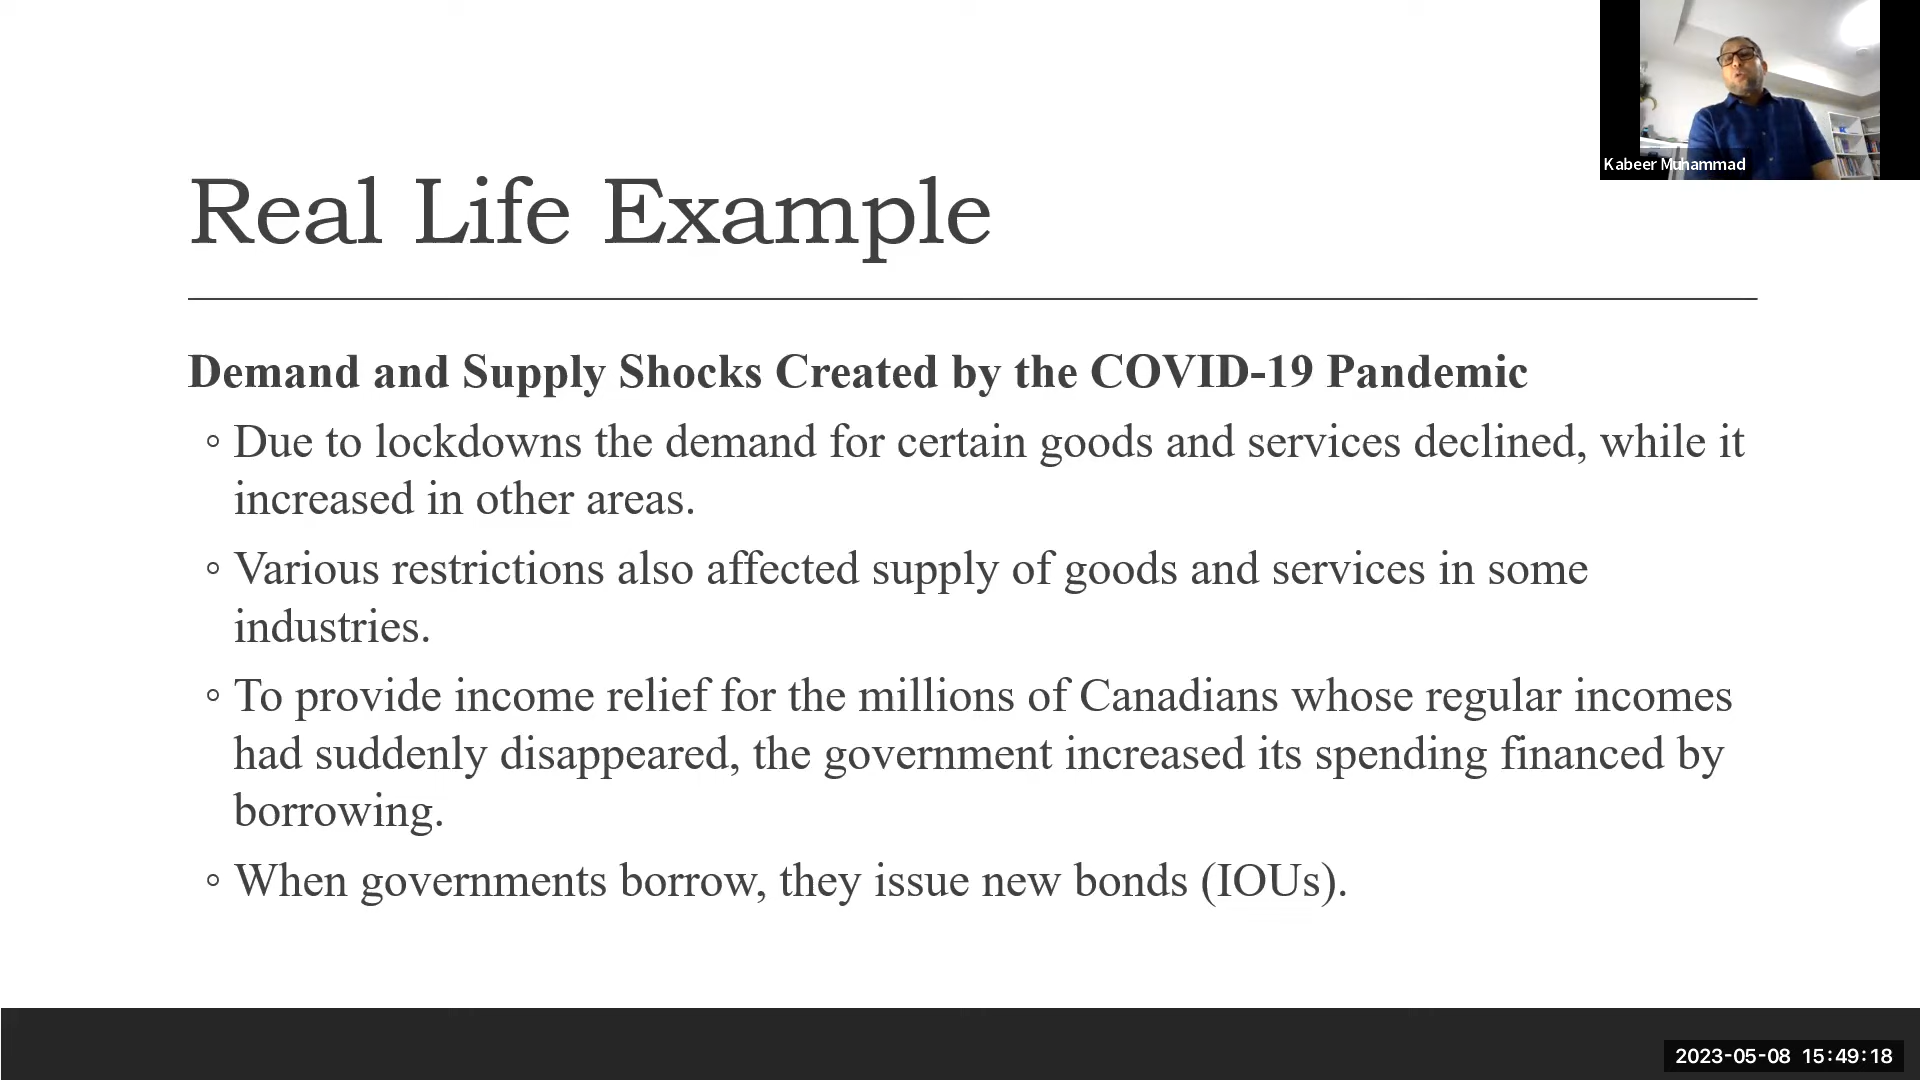 Kabeer Muhammad
Real Life Example
Demand and Supply Shocks Created by the COVID-19 Pandemic
◦ Due to lockdowns the demand for certain goods and services declined, while it
increased in other areas.
◦ Various restrictions also affected supply of goods and services in some
industries.
◦ To provide income relief for the millions of Canadians whose regular incomes
had suddenly disappeared, the government increased its spending financed by
borrowing.
◦ When governments borrow, they issue new bonds (IOUs).
2023-05-08 15:49:18